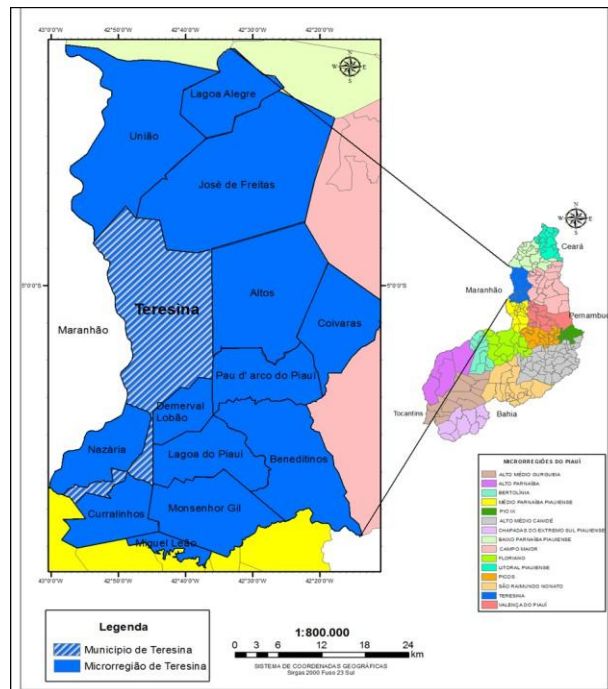 43°0'0"S
42°50'0"S
42°40'0"S
42°30'0"S
42°20'0"S
N
W
E
S
Lagoa Alegre
União
José de Freitas
Teresina
Altos
Maranhão
Coivaras
Pau d' arco do Piauí
Demerval
Lobão
Nazária
Lagoa do Piauí
Beneditinos
Monsenhor Gil
Curralinhos
Miguel Leão
43°0'0"S
42°50'0"S
42°40'0"S
42°30'0"S
42°20'0"S
Ceará
Maranhão
Pernambu
Tocantins
Bahia
MICRORREGIÕES DO PIAUÍ
ALTO MÉDIO GURGUEIA
ALTO PARNAÍBA
BERTOLÍNIA
MÉDIO PARNAÍBA PIAUIENSE
PIO IX
ALTO MÉDIO CANIDÉ
CHAPADAS DO EXTREMO SUL PIAUIENSE
BAIXO PARNAÍBA PIAUIENSE
CAMPO MAIOR
FLORIANO
LITORAL PIAUIENSE
PICOS
SÃO RAIMUNDO NONATO
TERESINA
VALENÇA DO PIAUÍ
Legenda
Município de Teresina
Microrregião de Teresina
1:800.000
0 3 6 12 18 24
km
SISTEMA DE COORDENADAS GEOGRÁFICAS
Sirgas 2000 Fuso 23 Sul